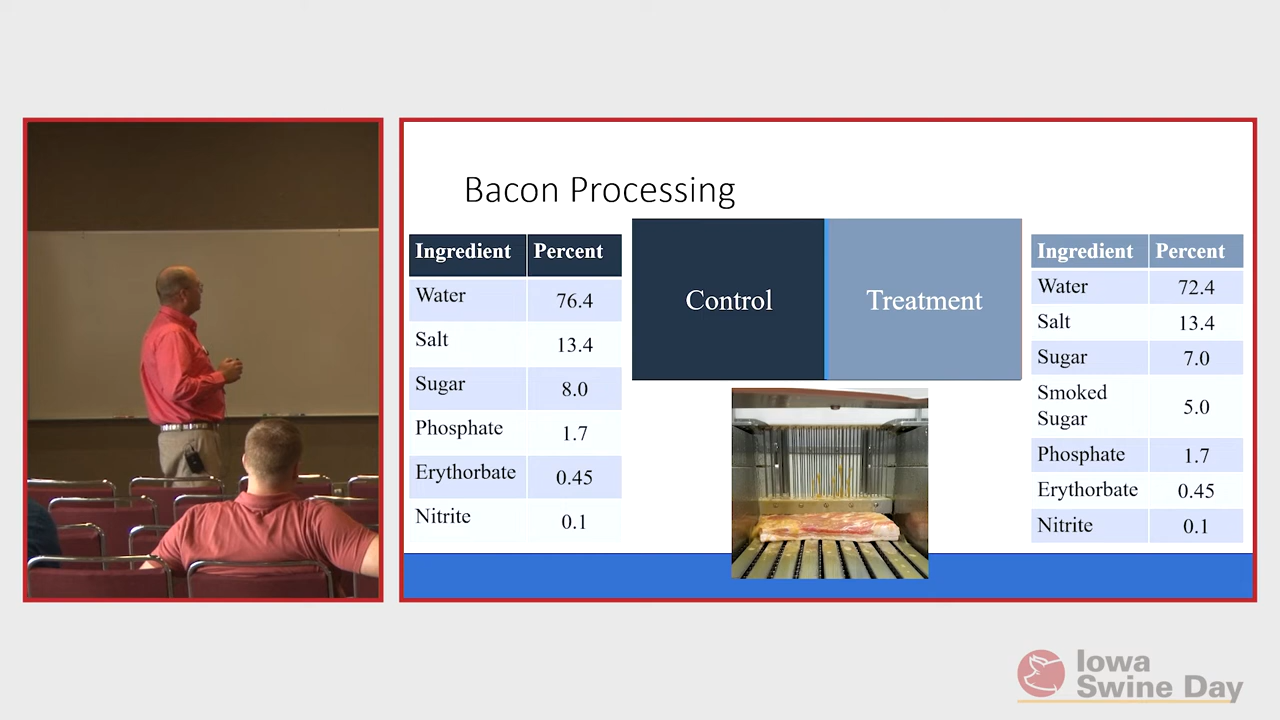 Bacon Processing
Ingredient Percent
Water 76.4
Salt 13.4
Sugar 8.0
Phosphate 1.7
Erythorbate 0.45
Nitrite 0.1
Control
Treatment
Ingredient Percent
Water 72.4
Salt 13.4
Sugar 7.0
Smoked
Sugar 5.0
Phosphate 1.7
Erythorbate 0.45
Nitrite 0.1
Iowa
Swine Day